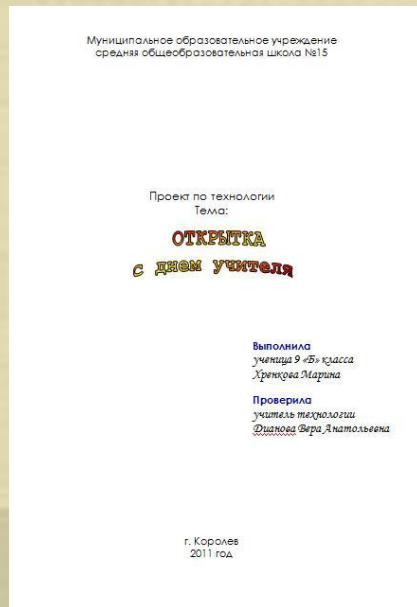 Муниципальное образовательное учреждение
средняя общеобразовательная школа №15
Проект по технологии
Тема:
ОТКРЫТКА
С ДНЕМ УЧИТЕЛЯ
Выполнила
ученица 9 «Б» класса
Хренкова Марина
Проверила
учитель технологии
Дианова Вера Анатольевна
г. Королев
2011 год